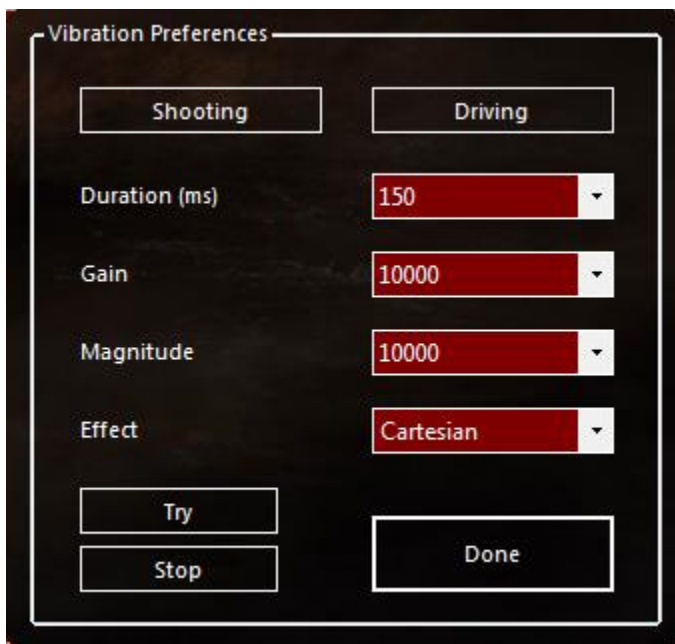 Vibration Preferences
Shooting
Driving
Duration (ms)
150
Gain
10000
Magnitude
10000
Effect
Cartesian
Try
Stop
Done